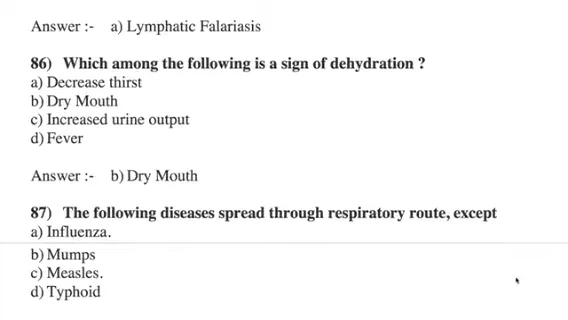 Answer :- a) Lymphatic Falariasis
86) Which among the following is a sign of dehydration ?
a) Decrease thirst
b) Dry Mouth
c) Increased urine output
d) Fever
Answer :- b) Dry Mouth
87) The following diseases spread through respiratory route, except
a) Influenza.
b) Mumps
c) Measles.
d) Typhoid